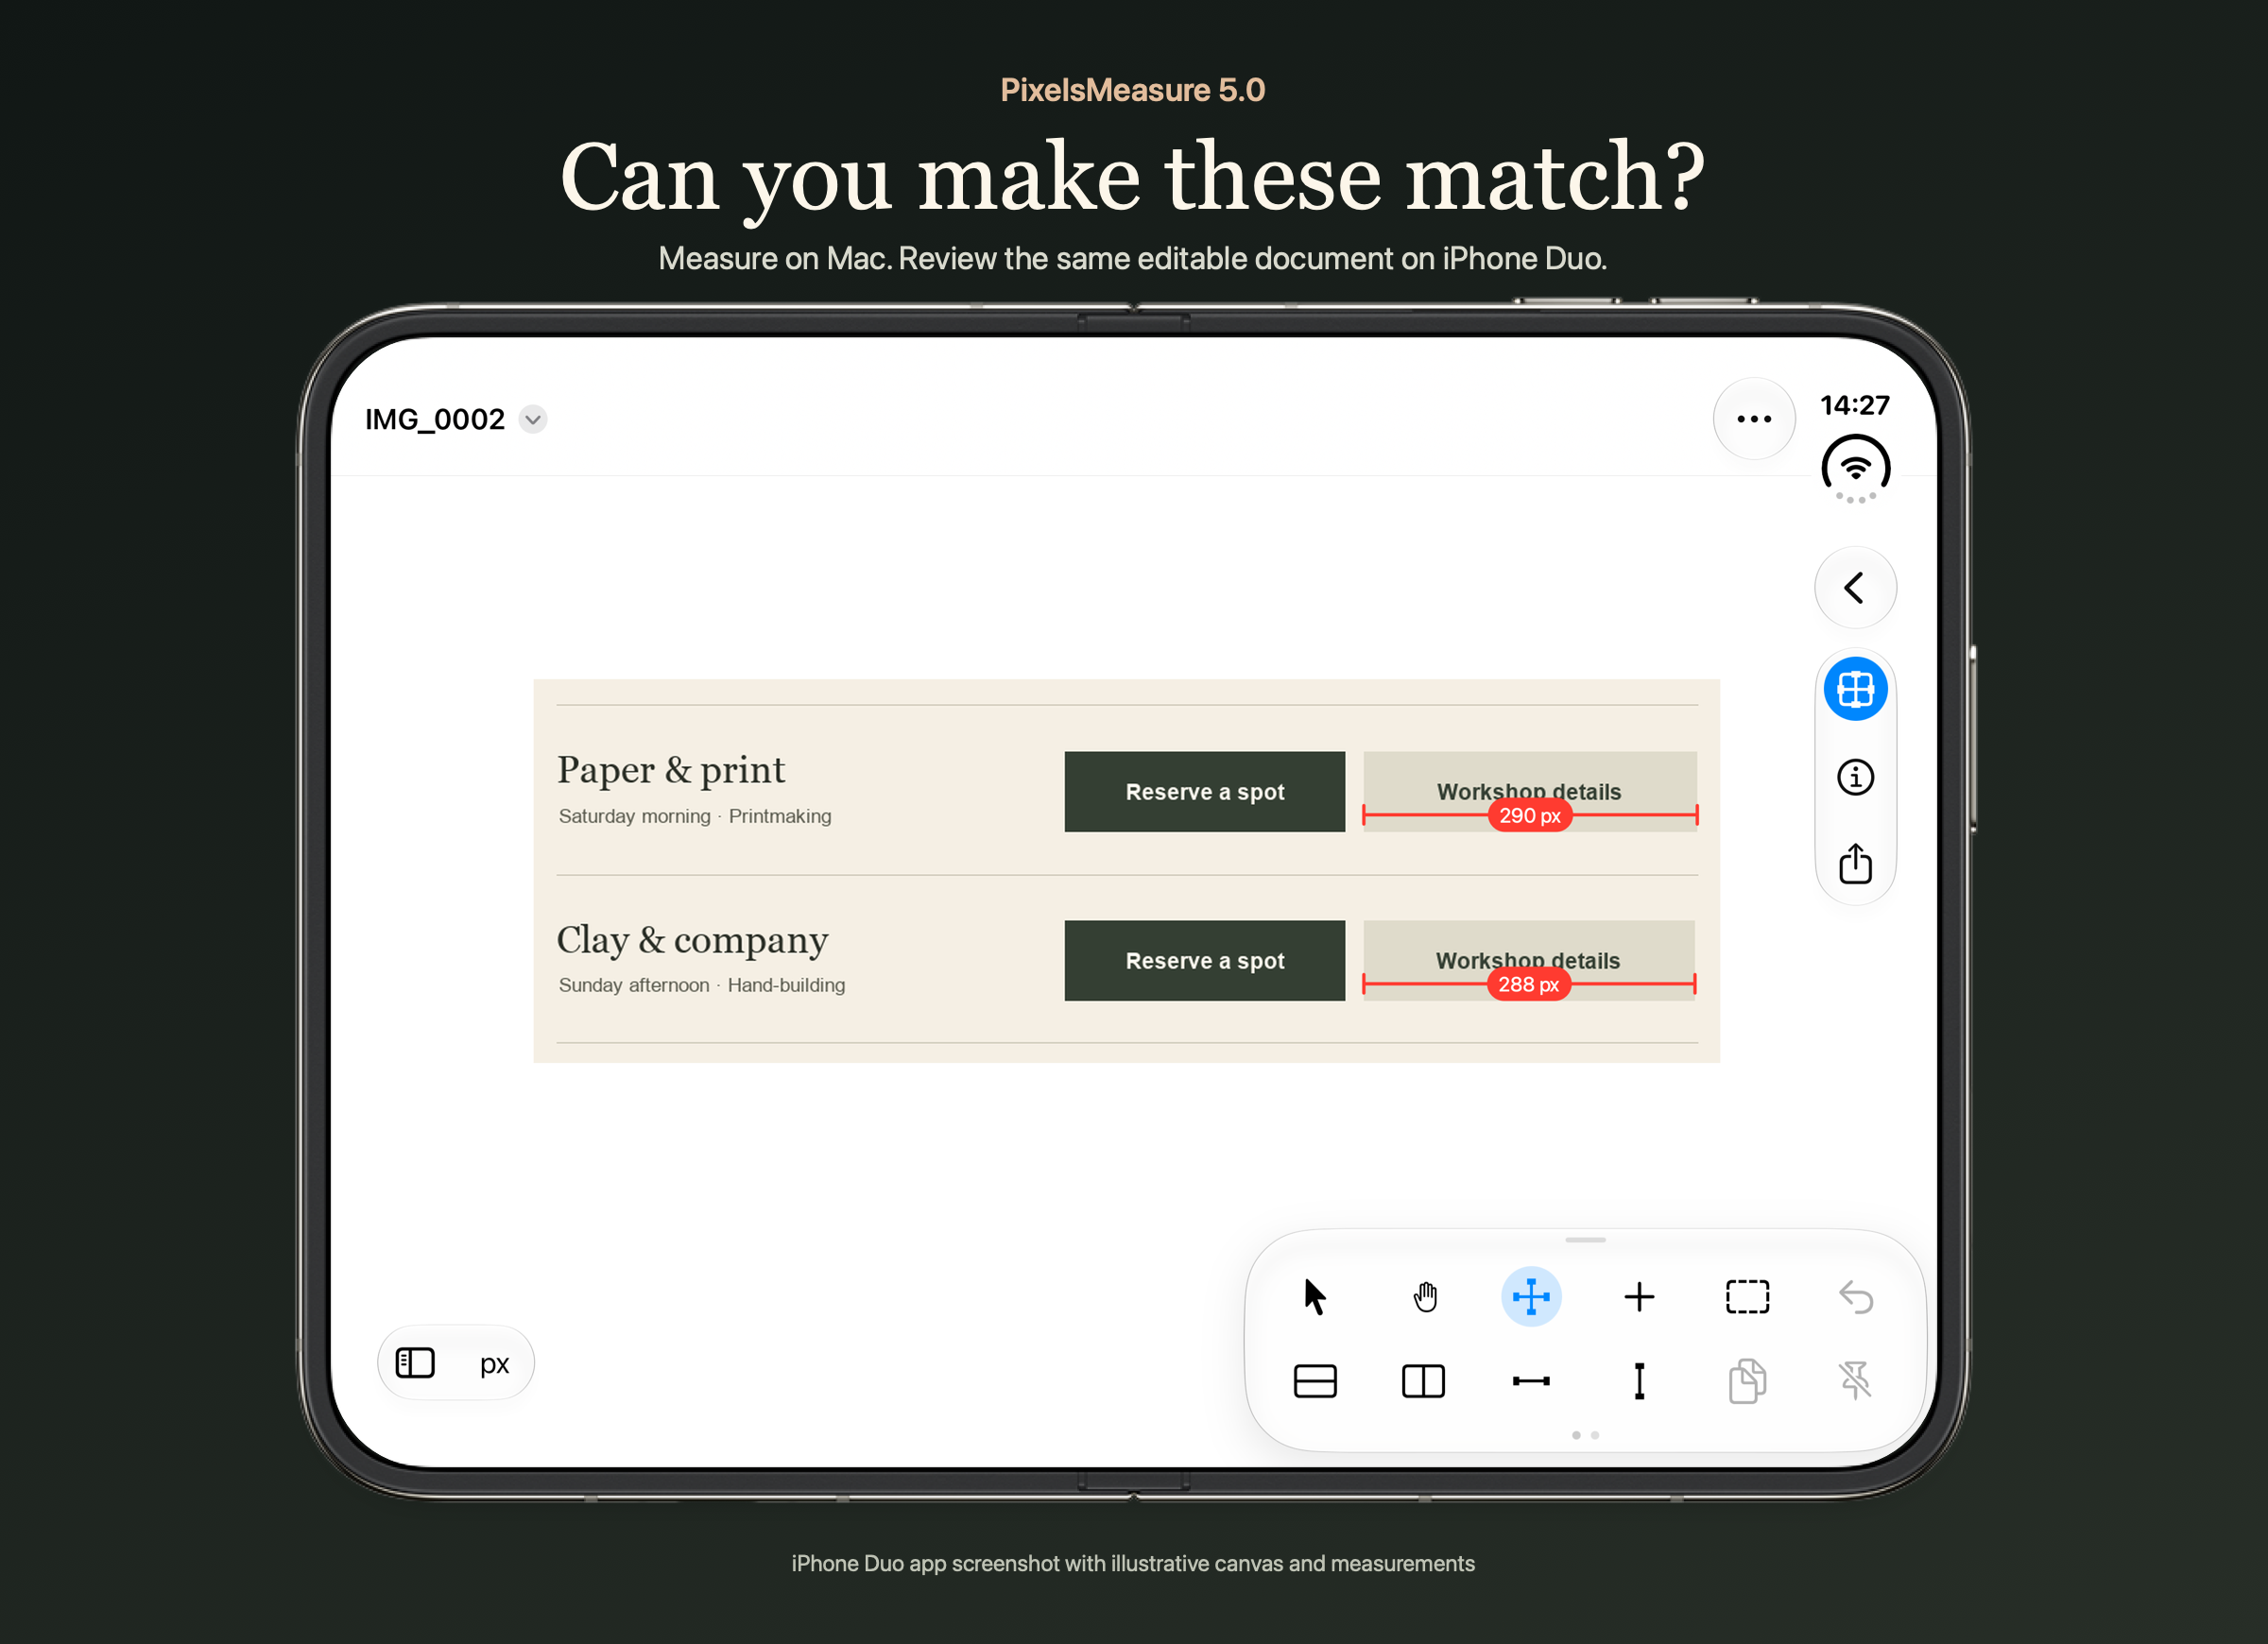 PixelsMeasure 5.0
Can you make these match?
Measure on Mac. Review the same editable document on iPhone Duo.
IMG_0002
14:27
Paper & print
Saturday morning · Printmaking
Reserve a spot
Workshop details
290 px
Clay & company
Sunday afternoon · Hand-building
Reserve a spot
Workshop details
288 px
px
iPhone Duo app screenshot with illustrative canvas and measurements